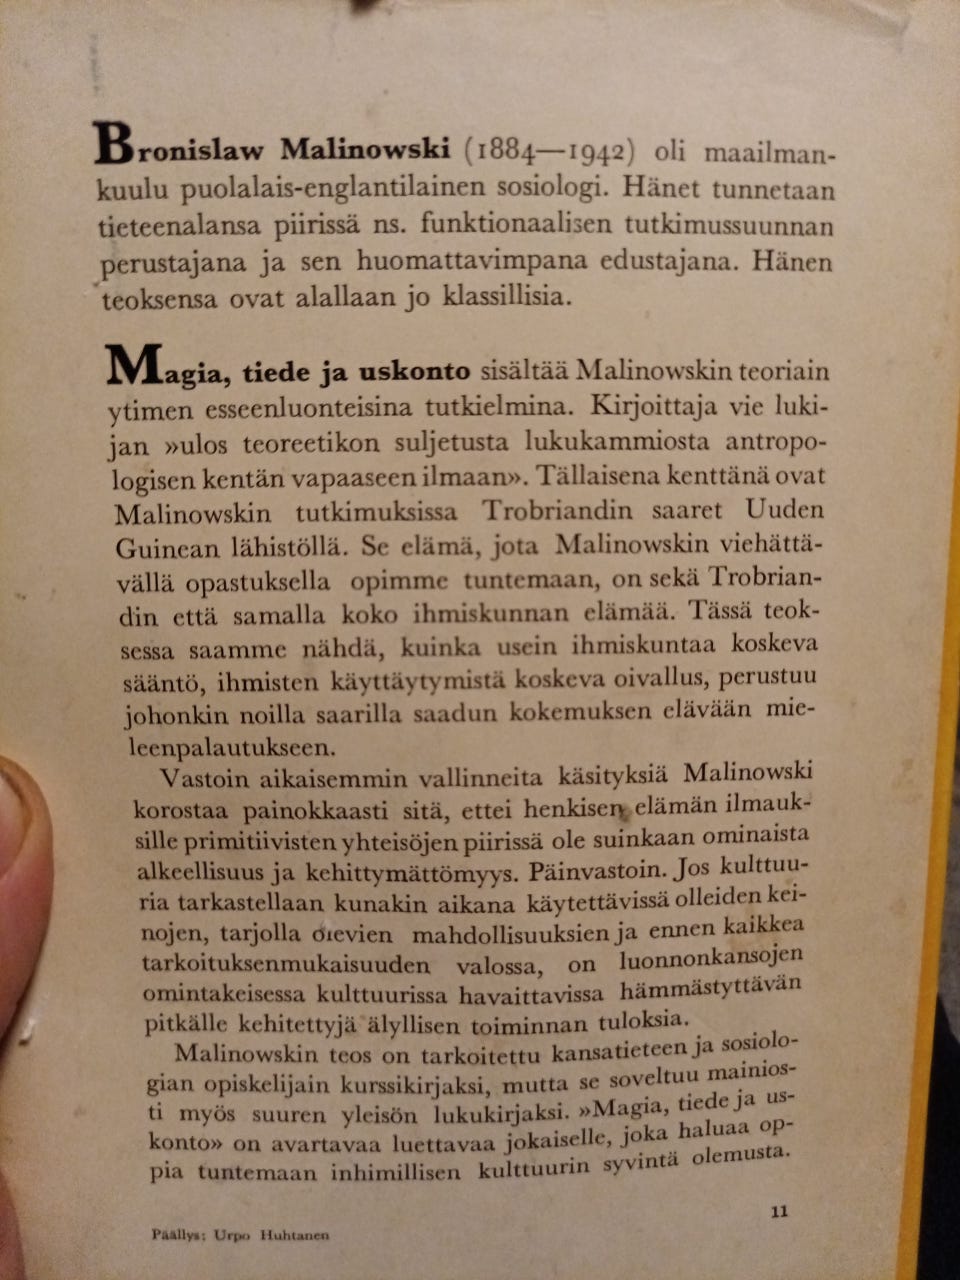 Bronislaw Malinowski (1884—1942) oli maailman-
kuulu puolalais-englantilainen sosiologi. Hänet tunnetaan
tieteenalansa piirissä ns. funktionaalisen tutkimussuunnan
perustajana ja sen huomattavimpana edustajana. Hänen
teoksensa ovat alallaan jo klassillisia.
Magia, tiede ja uskonto sisältää Malinowskin teoriain
ytimen esseenluonteisina tutkielmina. Kirjoittaja vie luki-
jan »ulos teoreetikon suljetusta lukukammiosta antropo-
logisen kentän vapaaseen ilmaan». Tällaisena kenttänä ovat
Malinowskin tutkimuksissa Trobriandin saaret Uuden
Guinean lähistöllä. Se elämä, jota Malinowskin viehättä-
vällä opastuksella opimme tuntemaan, on sekä Trobrian-
din että samalla koko ihmiskunnan elämää. Tässä teok-
sessa saamme nähdä, kuinka usein ihmiskuntaa koskeva
sääntö, ihmisten käyttäytymistä koskeva oivallus, perustuu
johonkin noilla saarilla saadun kokemuksen elävään mie-
leenpalautukseen.
Vastoin aikaisemmin vallinneita käsityksiä Malinowski
korostaa painokkaasti sitä, ettei henkisen elämän ilmauk-
sille primitiivisten yhteisöjen piirissä ole suinkaan ominaista
alkeellisuus ja kehittymättömyys. Päinvastoin. Jos kulttuu-
ria tarkastellaan kunakin aikana käytettävissä olleiden kei-
nojen, tarjolla olevien mahdollisuuksien ja ennen kaikkea
tarkoituksenmukaisuuden valossa, on luonnonkansojen
omintakeisessa kulttuurissa havaittavissa hämmästyttävän
pitkälle kehitettyjä älyllisen toiminnan tuloksia.
Malinowskin teos on tarkoitettu kansatieteen ja sosiolo-
gian opiskelijain kurssikirjaksi, mutta se soveltuu mainios-
ti myös suuren yleisön lukukirjaksi. »Magia, tiede ja us-
konto» on avartavaa luettavaa jokaiselle, joka haluaa op-
pia tuntemaan inhimillisen kulttuurin syvintä olemusta.
11
Päällys: Urpo Huhtanen